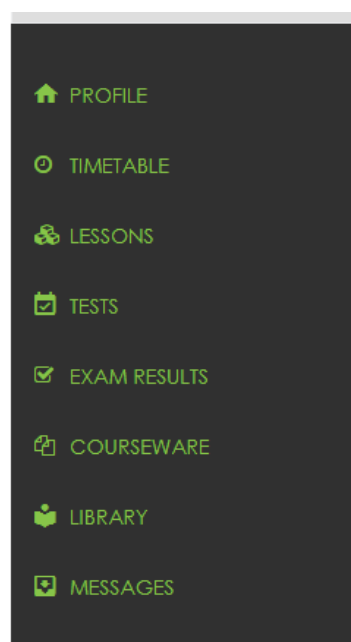 PROFILE
TIMETABLE
LESSONS
TESTS
EXAM RESULTS
COURSEWARE
LIBRARY
MESSAGES